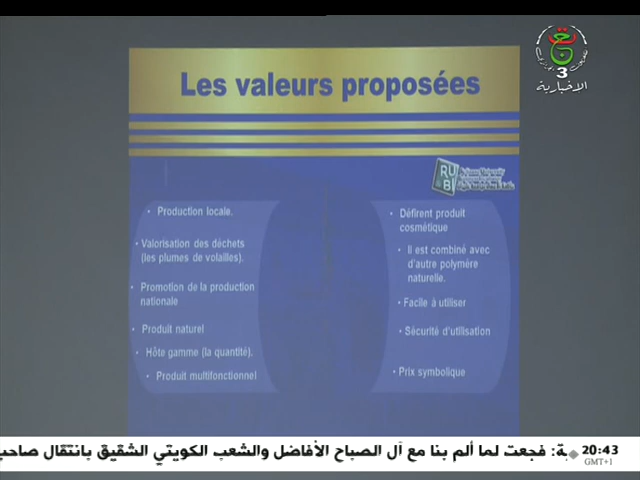 Les valeurs proposées
3
الإخبارية
RU
BI
• Production locale.
• Valorisation des déchets
(les plumes de volailles).
• Promotion de la production
nationale
• Produit naturel
• Hôte gamme (la quantité).
• Produit multifonctionnel
• Défirent produit
cosmétique
• Il est combiné avec
d'autre polymère
naturelle.
• Facile à utiliser
• Sécurité d'utilisation
• Prix symbolique
ية: فجعت لما ألم بنا مع آل الصباح الأفاضل والشعب الكويتي الشقيق بانتقال صاحب
20:43
GMT+1